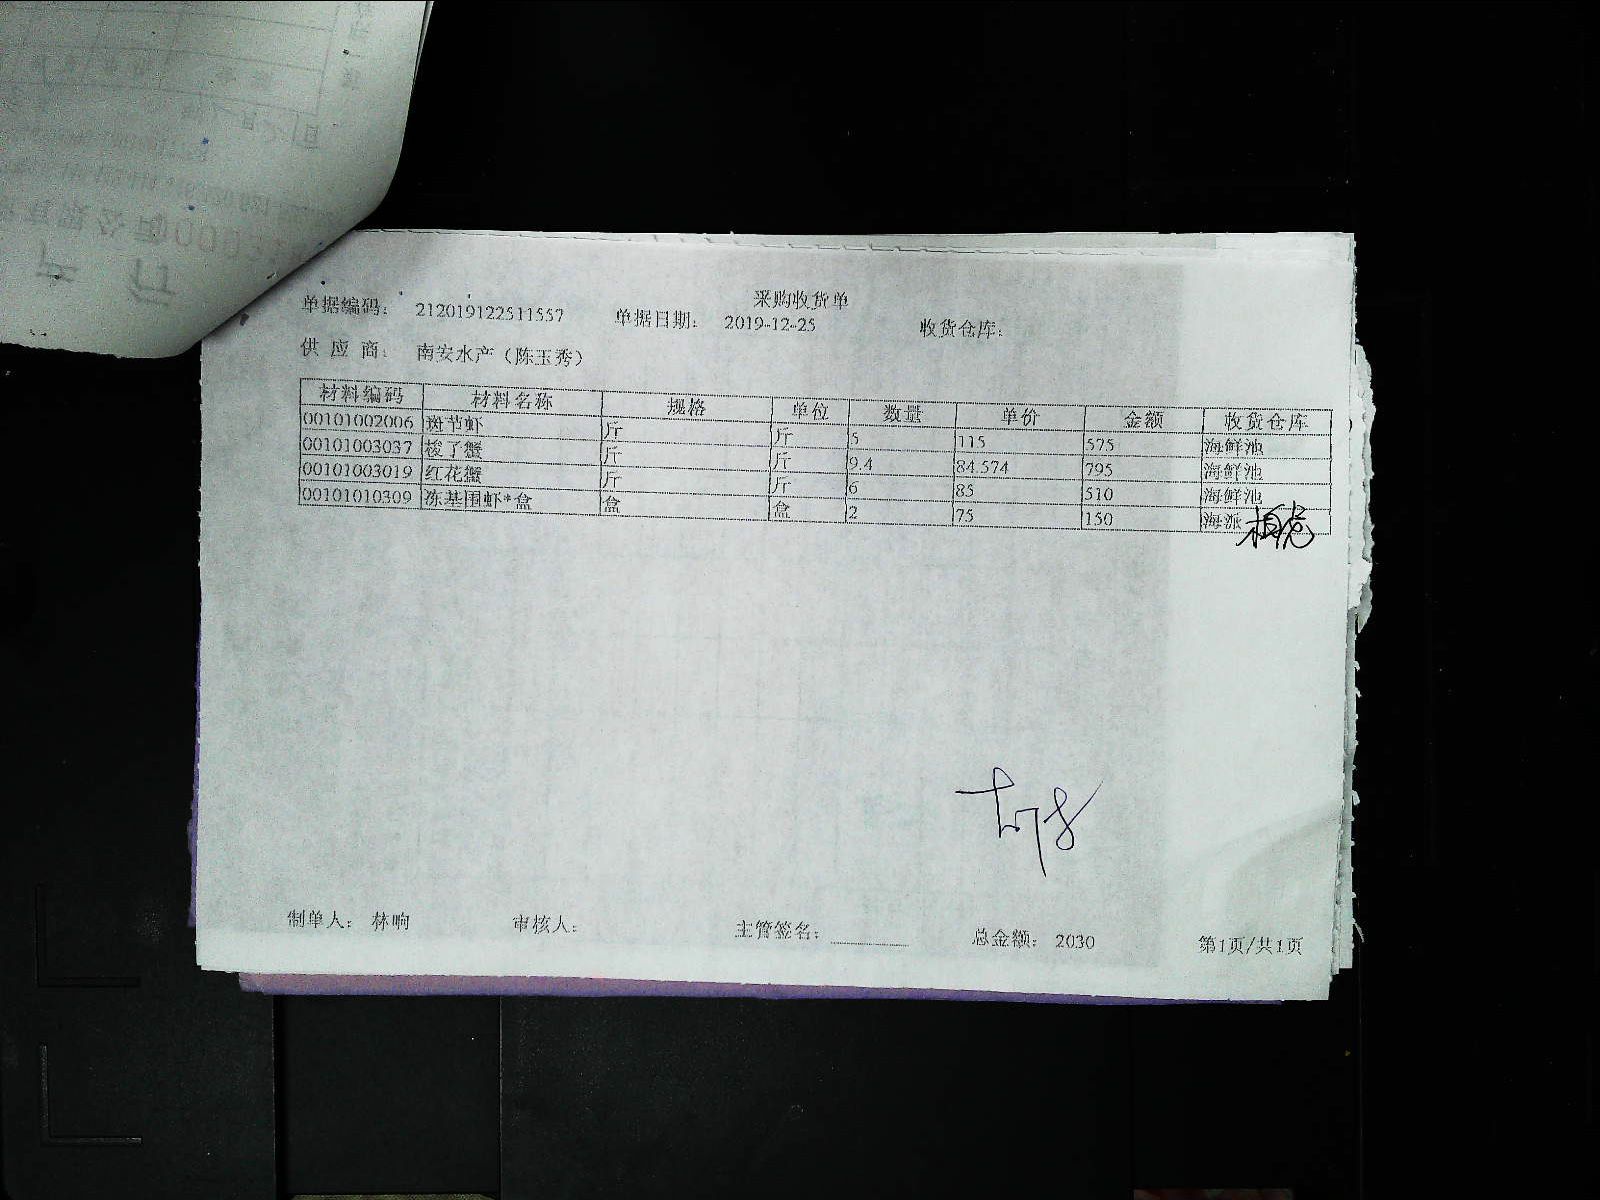 采购收货单
单据编码: 212019122511557 单据日期: 2019-12-25 收货仓库:
供 应 商: 南安水产（陈玉秀）
材料编码 材料名称 规格 单位 数量 单价 金额 收货仓库
00101002006 斑节虾 斤 斤 5 115 575 海鲜池
00101003037 梭子蟹 斤 斤 9.4 84.574 795 海鲜池
00101003019 红花蟹 斤 斤 6 85 510 海鲜池
00101010309 冻基围虾*盒 盒 盒 2 75 150 海派
制单人: 林响 审核人: 主管签名: 总金额: 2030 第1页/共1页